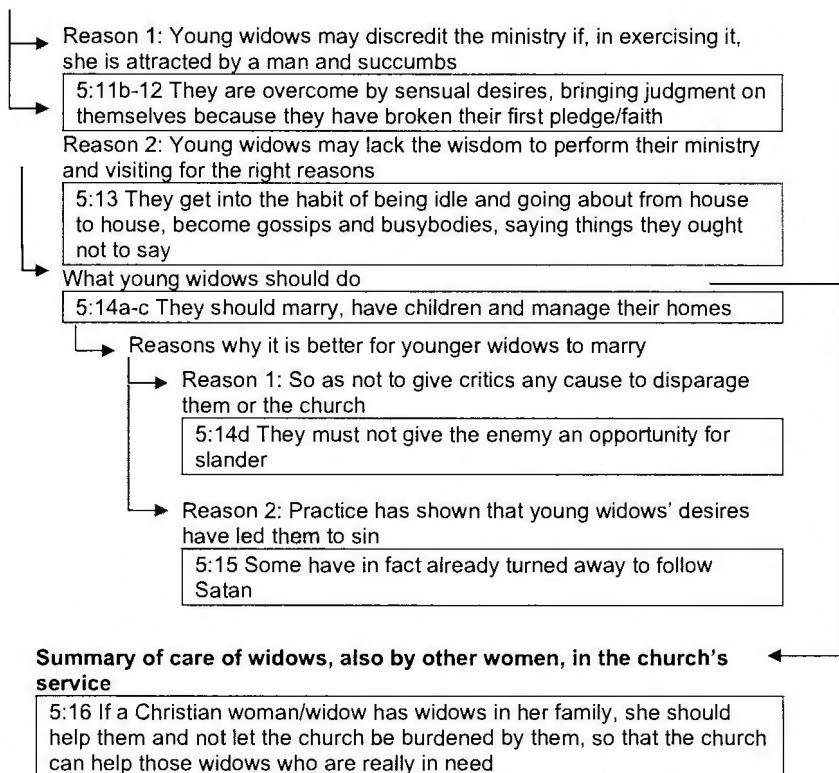 Reason 1: Young widows may discredit the ministry if, in exercising it,
she is attracted by a man and succumbs
5:11b-12 They are overcome by sensual desires, bringing judgment on
themselves because they have broken their first pledge/faith
Reason 2: Young widows may lack the wisdom to perform their ministry
and visiting for the right reasons
5:13 They get into the habit of being idle and going about from house
to house, become gossips and busybodies, saying things they ought
not to say
What young widows should do
5:14a-c They should marry, have children and manage their homes
Reasons why it is better for younger widows to marry
Reason 1: So as not to give critics any cause to disparage
them or the church
5:14d They must not give the enemy an opportunity for
slander
Reason 2: Practice has shown that young widows' desires
have led them to sin
5:15 Some have in fact already turned away to follow
Satan
Summary of care of widows, also by other women, in the church's
service
5:16 If a Christian woman/widow has widows in her family, she should
help them and not let the church be burdened by them, so that the church
can help those widows who are really in need